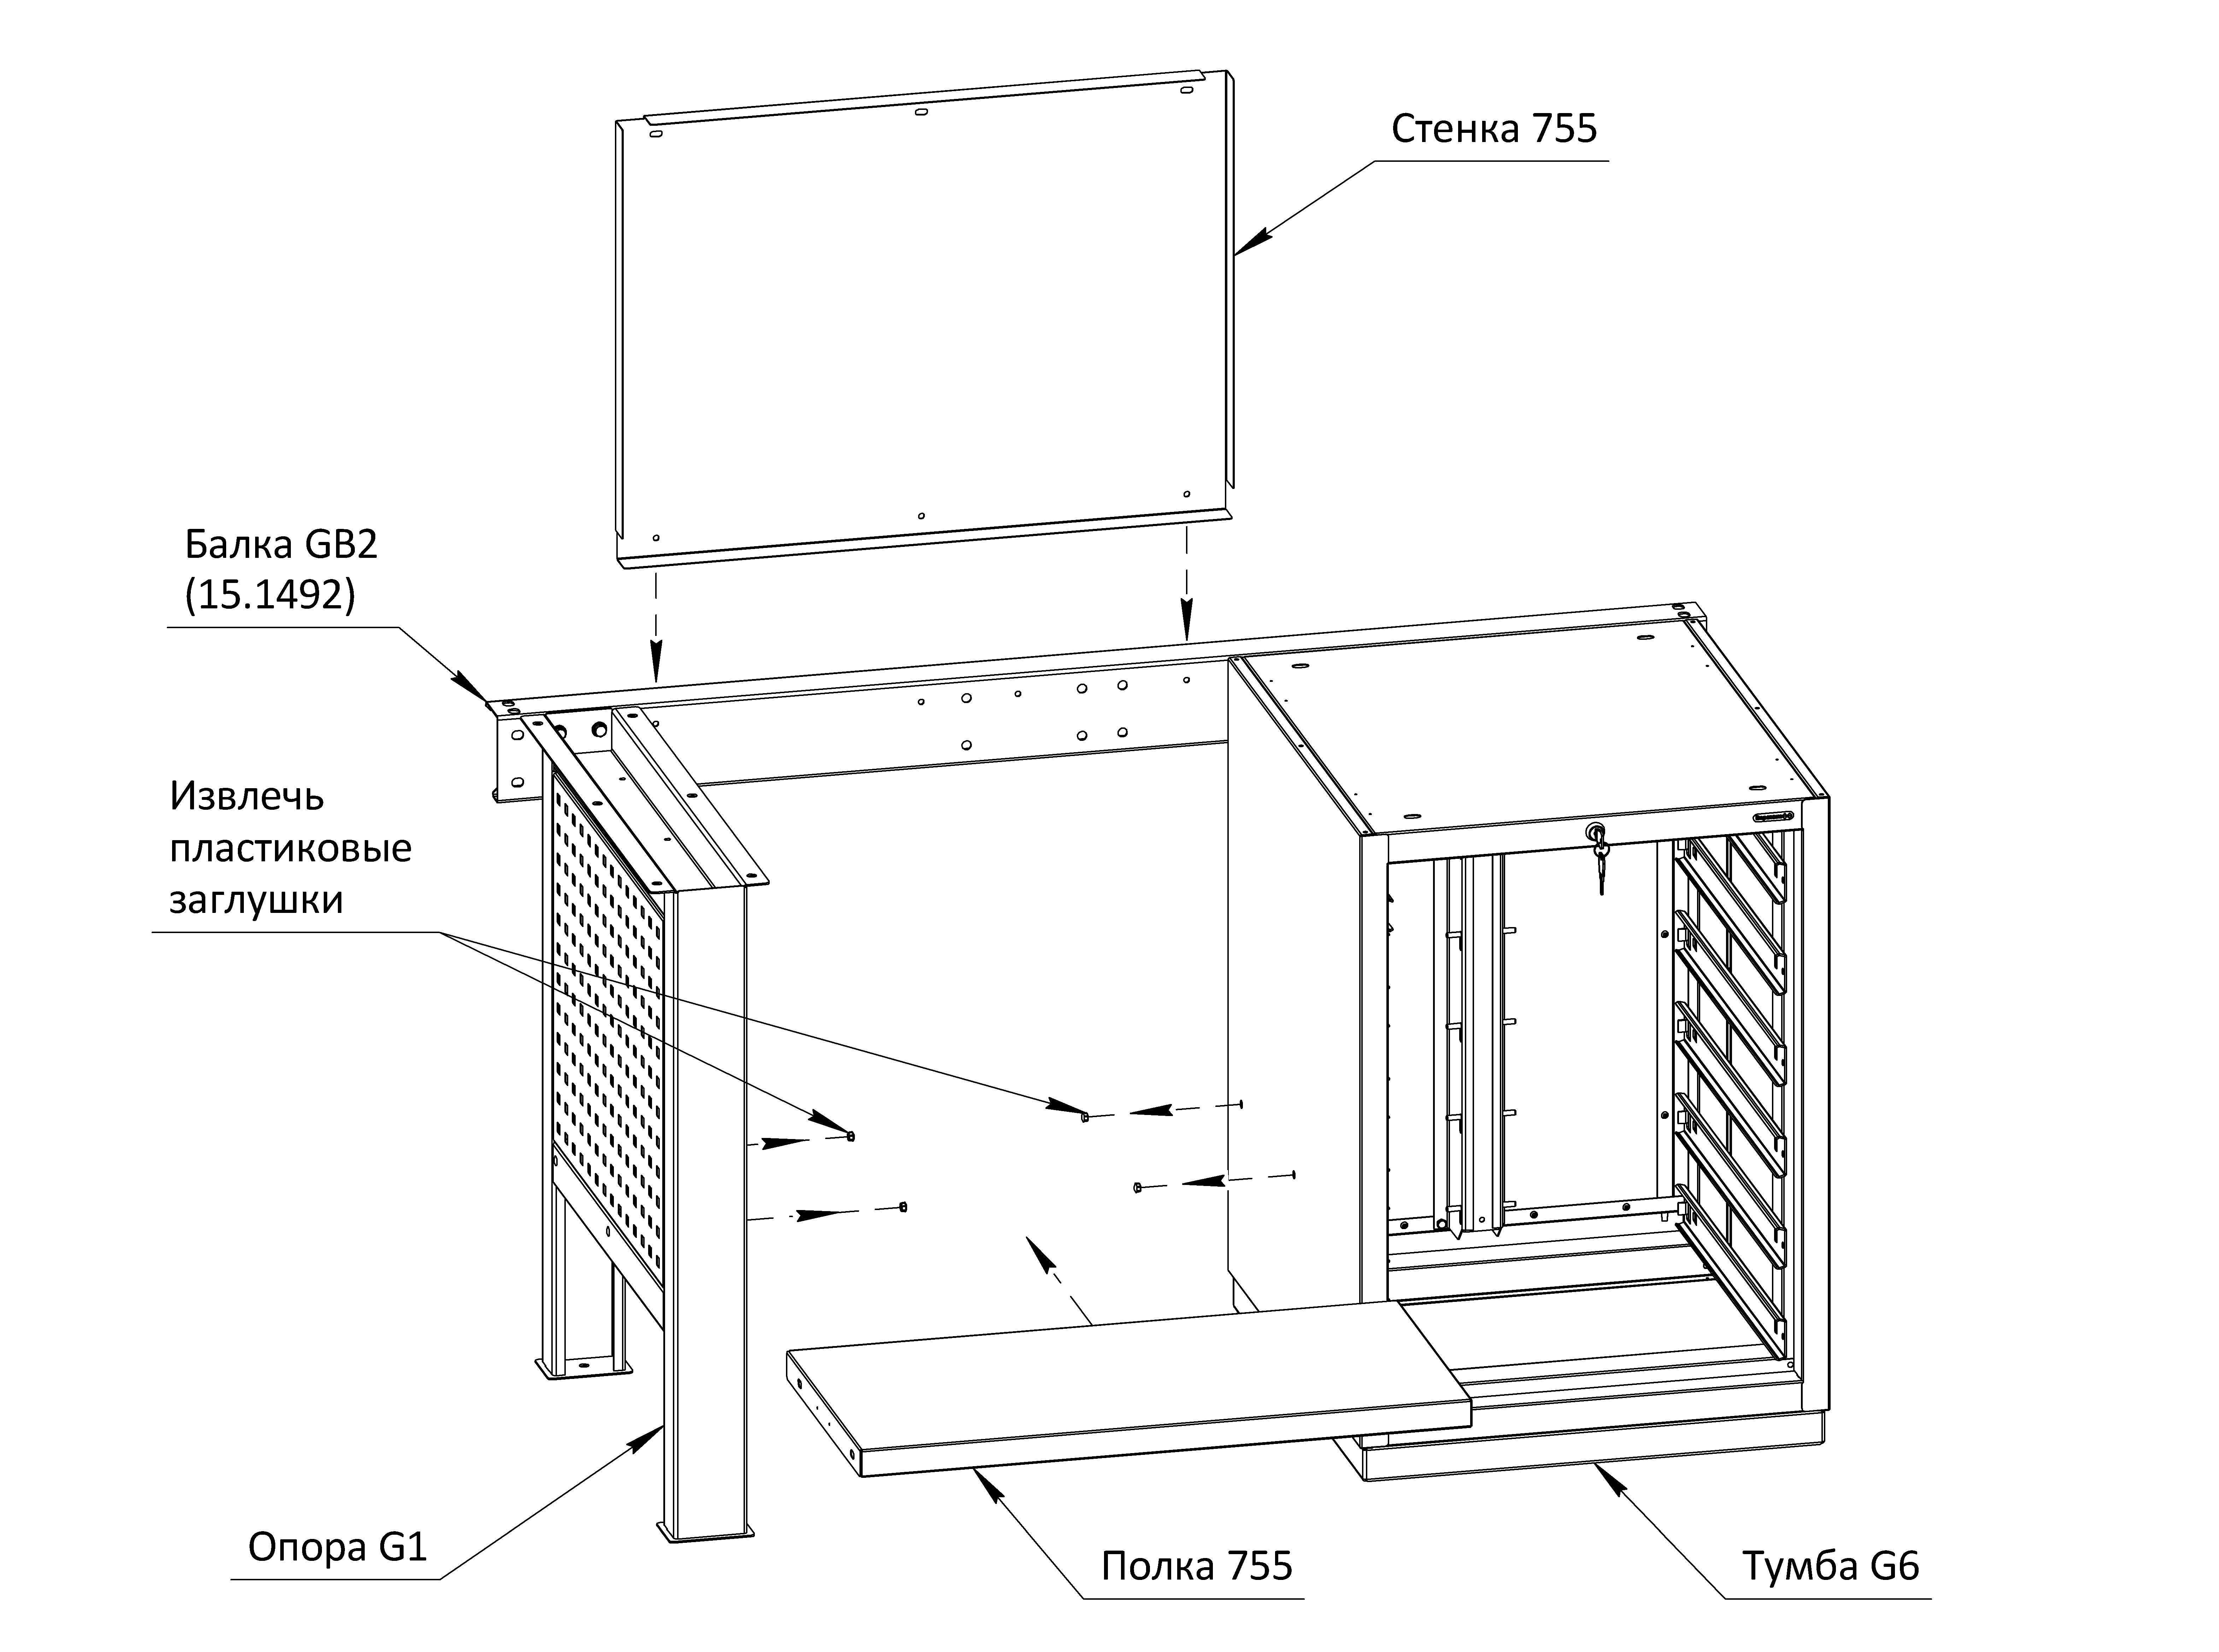 Стенка 755
Балка GB2
(15.1492)
Извлечь
пластиковые
заглушки
Опора G1
Полка 755
Тумба G6